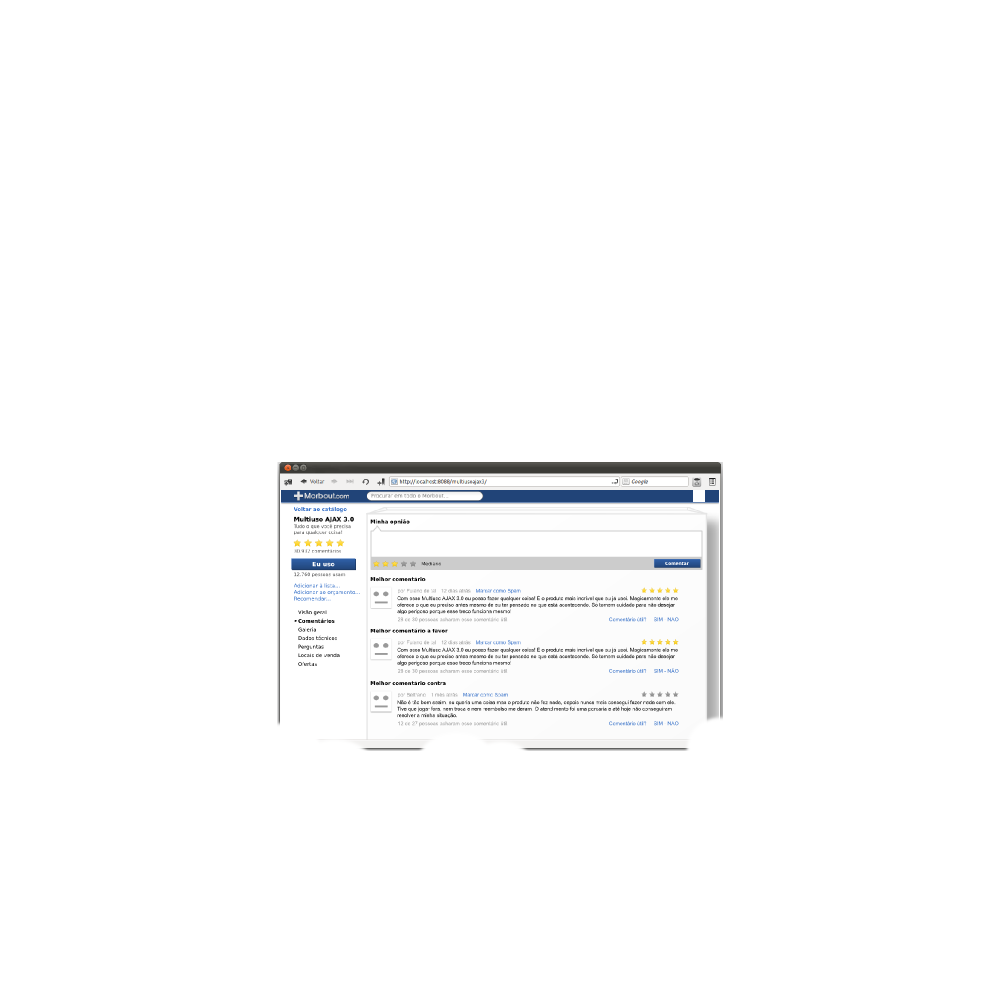 Voltar
http://localhost:8088/multiusoajax3/
Google
Morbout.com
Procurar em todo o Morbout...
Voltar ao catálogo
Multiuso AJAX 3.0
Tudo o que você precisa
para qualquer coisa!
comentários
Eu uso
12.760 pessoas usam
Adicionar à lista...
Adicionar ao orçamento...
Recomendar...
Visão geral
Comentários
Galeria
Dados técnicos
Perguntas
Locais de venda
Ofertas
Minha opinião
Mediano
Comentar
Melhor comentário
por Fulano de tal 12 dias atrás Marcar como Spam
Com esse Multiuso AJAX 3.0 eu posso fazer qualquer coisa! É o produto mais incrível que eu já usei. Magicamente ele me
oferece o que eu preciso antes mesmo de eu ter pensado no que está acontecendo. Só tomem cuidado para não desejar
algo perigoso porque esse treco funciona mesmo!
29 de 30 pessoas acharam esse comentário útil
Comentário útil? SIM - NÃO
Melhor comentário a favor
por Fulano de tal 12 dias atrás Marcar como Spam
Com esse Multiuso AJAX 3.0 eu posso fazer qualquer coisa! É o produto mais incrível que eu já usei. Magicamente ele me
oferece o que eu preciso antes mesmo de eu ter pensado no que está acontecendo. Só tomem cuidado para não desejar
algo perigoso porque esse treco funciona mesmo!
29 de 30 pessoas acharam esse comentário útil
Comentário útil? SIM - NÃO
Melhor comentário contra
por Beltrano 1 mês atrás Marcar como Spam
Não é tão bom assim, eu queria uma coisa mas o produto não fez nada, depois nunca mais consegui fazer nada com ele.
Tive que jogar fora, nem troca e nem reembolso me deram. O atendimento foi uma porcaria e até hoje não conseguiram
resolver a minha situação.
12 de 27 pessoas acharam esse comentário útil
Comentário útil? SIM - NÃO